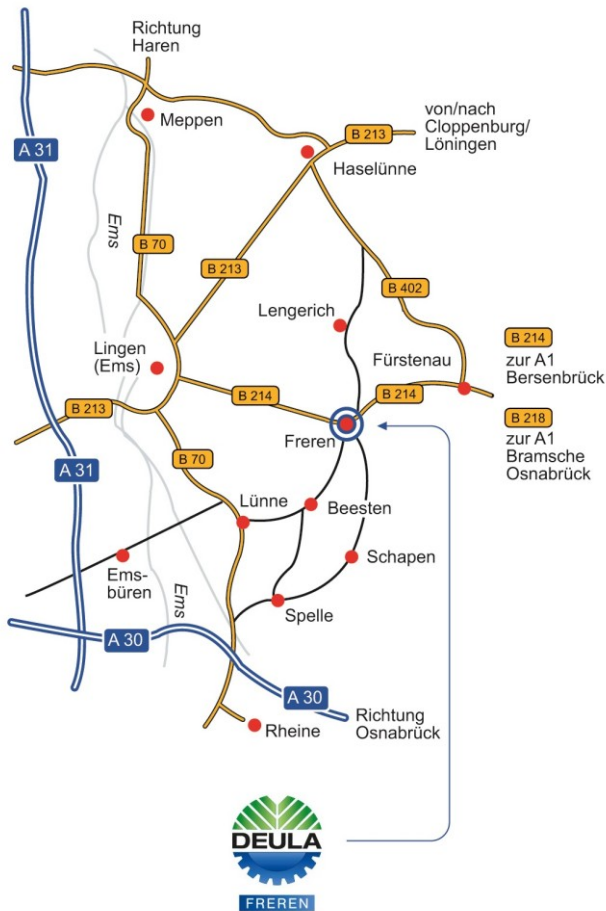 Richtung
Haren
Meppen
B 213
von/nach
Cloppenburg/
Löningen
A 31
Haselünne
Ems
B 70
B 213
B 402
Lengerich
B 214
zur A1
Bersenbrück
Lingen
(Ems)
Fürstenau
B 213
B 214
B 214
B 218
zur A1
Bramsche
Osnabrück
Freren
B 70
A 31
Lünne
Beesten
Schapen
Ems-
büren
Ems
Spelle
A 30
A 30
Richtung
Osnabrück
Rheine
DEULA
FREREN